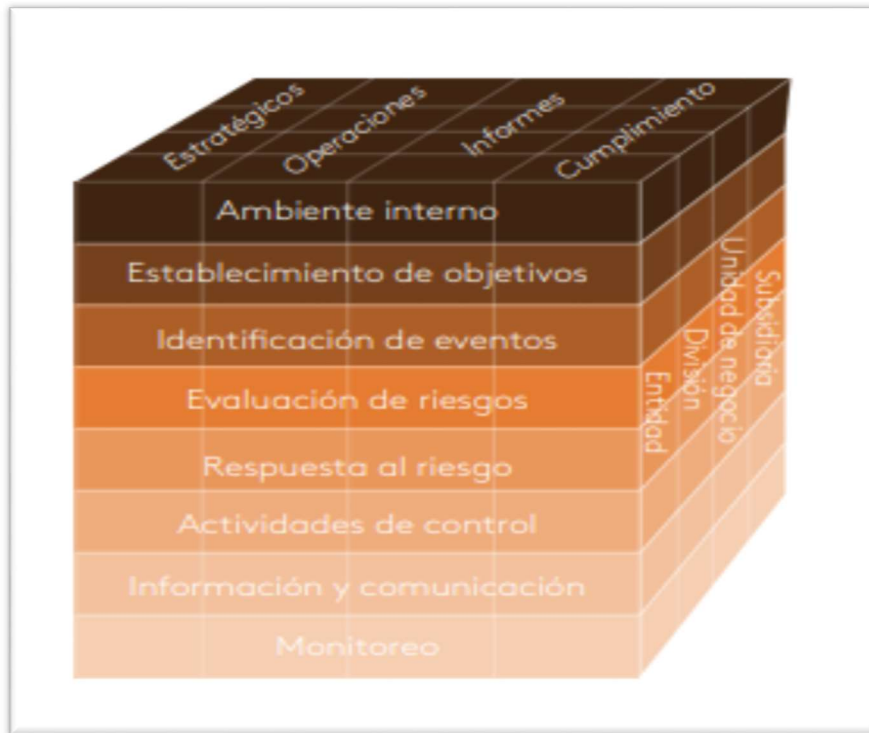 Estratégicos
Operaciones
Informes
Cumplimiento
Ambiente interno
Establecimiento de objetivos
Identificación de eventos
Evaluación de riesgos
Respuesta al riesgo
Actividades de control
Información y comunicación
Monitoreo
Entidad
División
Unidad de negocio
Subsidiaria